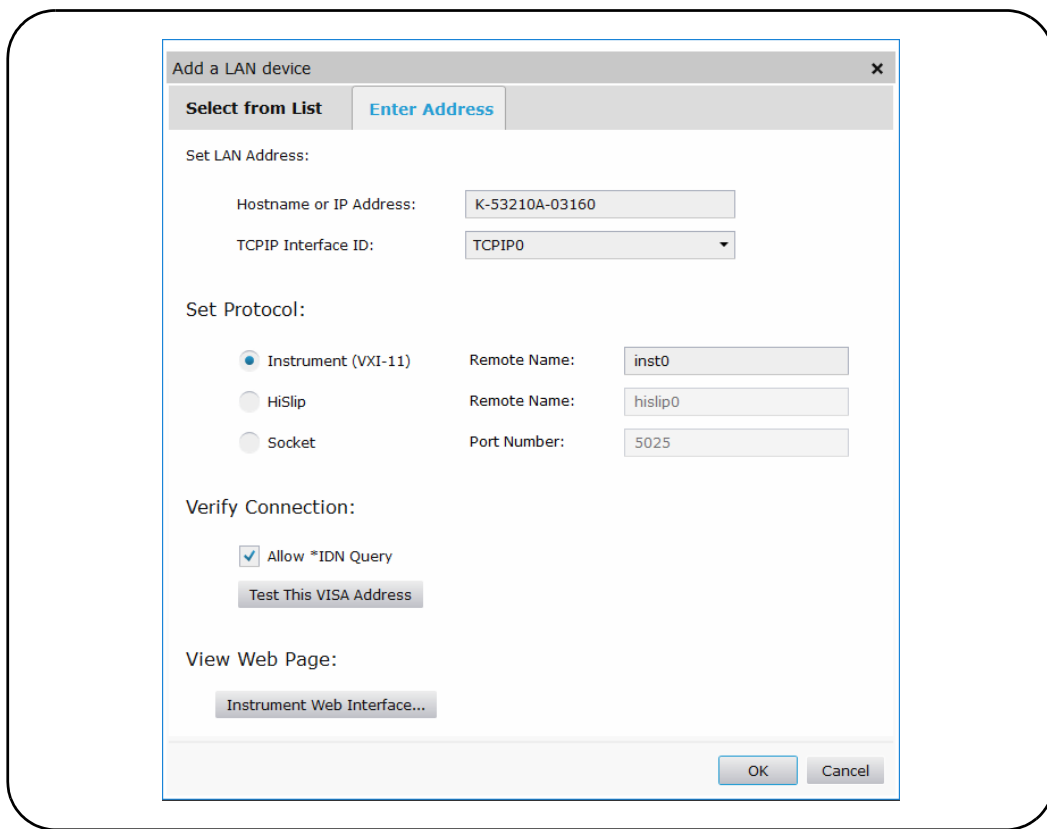 Add a LAN device
Select from List Enter Address
Set LAN Address:
Hostname or IP Address: K-53210A-03160
TCPIP Interface ID: TCPIP0
Set Protocol:
Instrument (VXI-11) Remote Name: inst0
HiSlip Remote Name: hislip0
Socket Port Number: 5025
Verify Connection:
Allow *IDN Query
Test This VISA Address
View Web Page:
Instrument Web Interface...
OK Cancel